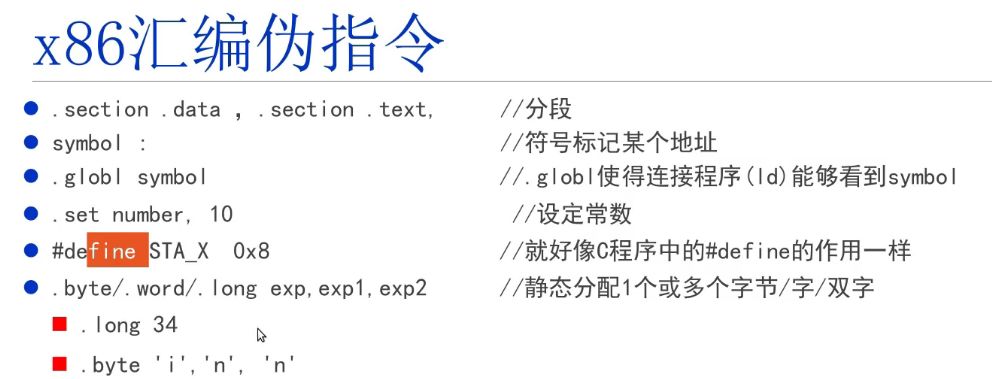 x86汇编伪指令
.section .data ，.section .text, //分段
symbol : //符号标记某个地址
.globl symbol //.globl使得连接程序(ld)能够看到symbol
.set number, 10 //设定常数
#define STA_X 0x8 //就好像C程序中的#define的作用一样
.byte/.word/.long exp,exp1,exp2 //静态分配1个或多个字节/字/双字
.long 34
.byte 'i','n', 'n'